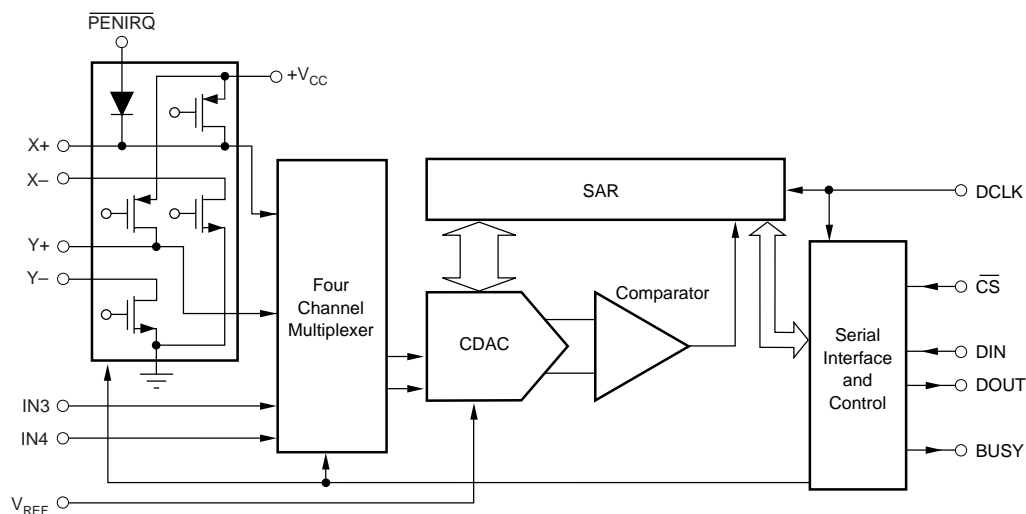 PENIRQ
+VCC
X+
X–
Y+
Y–
IN3
IN4
VREF
Four
Channel
Multiplexer
SAR
CDAC
Comparator
Serial
Interface
and
Control
DCLK
CS
DIN
DOUT
BUSY